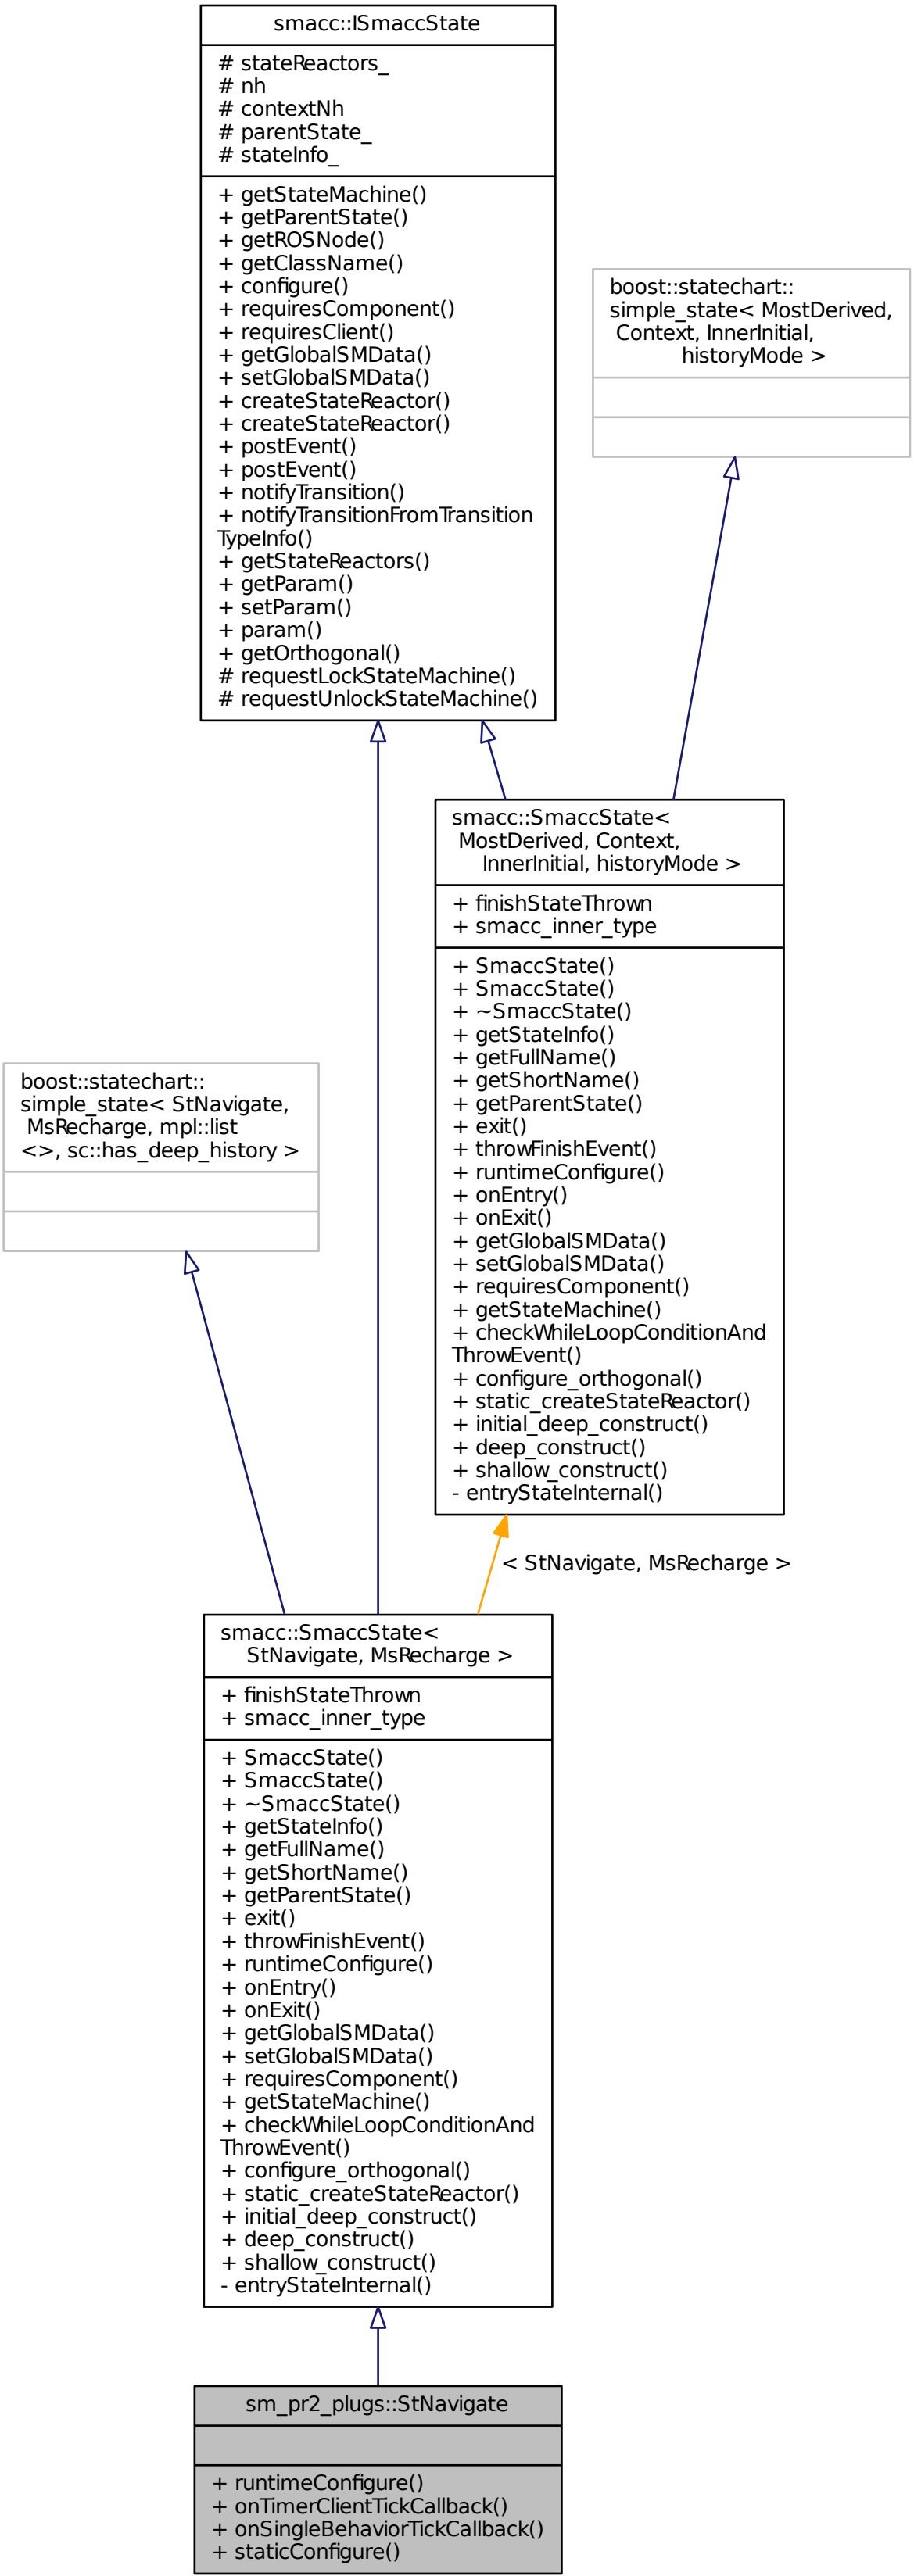 smacc::ISmaccState
# stateReactors_
# nh
# contextNh
# parentState_
# stateInfo_
+ getStateMachine()
+ getParentState()
+ getROSNode()
+ getClassName()
+ configure()
+ requiresComponent()
+ requiresClient()
+ getGlobalSMData()
+ setGlobalSMData()
+ createStateReactor()
+ createStateReactor()
+ postEvent()
+ postEvent()
+ notifyTransition()
+ notifyTransitionFromTransition
TypeInfo()
+ getStateReactors()
+ getParam()
+ setParam()
+ param()
+ getOrthogonal()
# requestLockStateMachine()
# requestUnlockStateMachine()
boost::statechart::
simple_state< MostDerived,
Context, InnerInitial,
historyMode >
smacc::SmaccState<
MostDerived, Context,
InnerInitial, historyMode >
+ finishStateThrown
+ smacc_inner_type
+ SmaccState()
+ SmaccState()
+ ~SmaccState()
+ getStateInfo()
+ getFullName()
+ getShortName()
+ getParentState()
+ exit()
+ throwFinishEvent()
+ runtimeConfigure()
+ onEntry()
+ onExit()
+ getGlobalSMData()
+ setGlobalSMData()
+ requiresComponent()
+ getStateMachine()
+ checkWhileLoopConditionAnd
ThrowEvent()
+ configure_orthogonal()
+ static_createStateReactor()
+ initial_deep_construct()
+ deep_construct()
+ shallow_construct()
- entryStateInternal()
boost::statechart::
simple_state< StNavigate,
MsRecharge, mpl::list
<>, sc::has_deep_history >
< StNavigate, MsRecharge >
smacc::SmaccState<
StNavigate, MsRecharge >
+ finishStateThrown
+ smacc_inner_type
+ SmaccState()
+ SmaccState()
+ ~SmaccState()
+ getStateInfo()
+ getFullName()
+ getShortName()
+ getParentState()
+ exit()
+ throwFinishEvent()
+ runtimeConfigure()
+ onEntry()
+ onExit()
+ getGlobalSMData()
+ setGlobalSMData()
+ requiresComponent()
+ getStateMachine()
+ checkWhileLoopConditionAnd
ThrowEvent()
+ configure_orthogonal()
+ static_createStateReactor()
+ initial_deep_construct()
+ deep_construct()
+ shallow_construct()
- entryStateInternal()
sm_pr2_plugs::StNavigate
+ runtimeConfigure()
+ onTimerClientTickCallback()
+ onSingleBehaviorTickCallback()
+ staticConfigure()